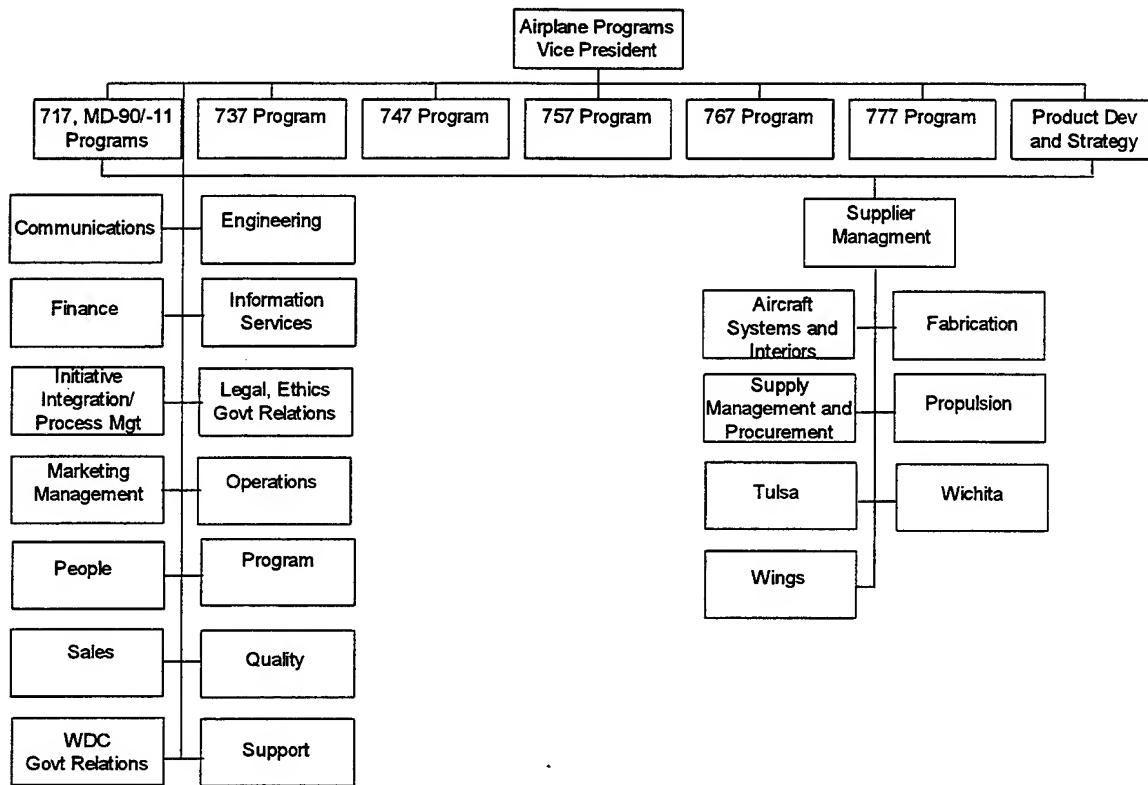 Airplane Programs
Vice President
717, MD-90/-11
Programs
737 Program
747 Program
757 Program
767 Program
777 Program
Product Dev
and Strategy
Communications
Engineering
Finance
Information
Services
Initiative
Integration/
Process Mgt
Legal, Ethics
Govt Relations
Marketing
Management
Operations
People
Program
Sales
Quality
WDC
Govt Relations
Support
Supplier
Managment
Aircraft
Systems and
Interiors
Fabrication
Supply
Management and
Procurement
Propulsion
Tulsa
Wichita
Wings